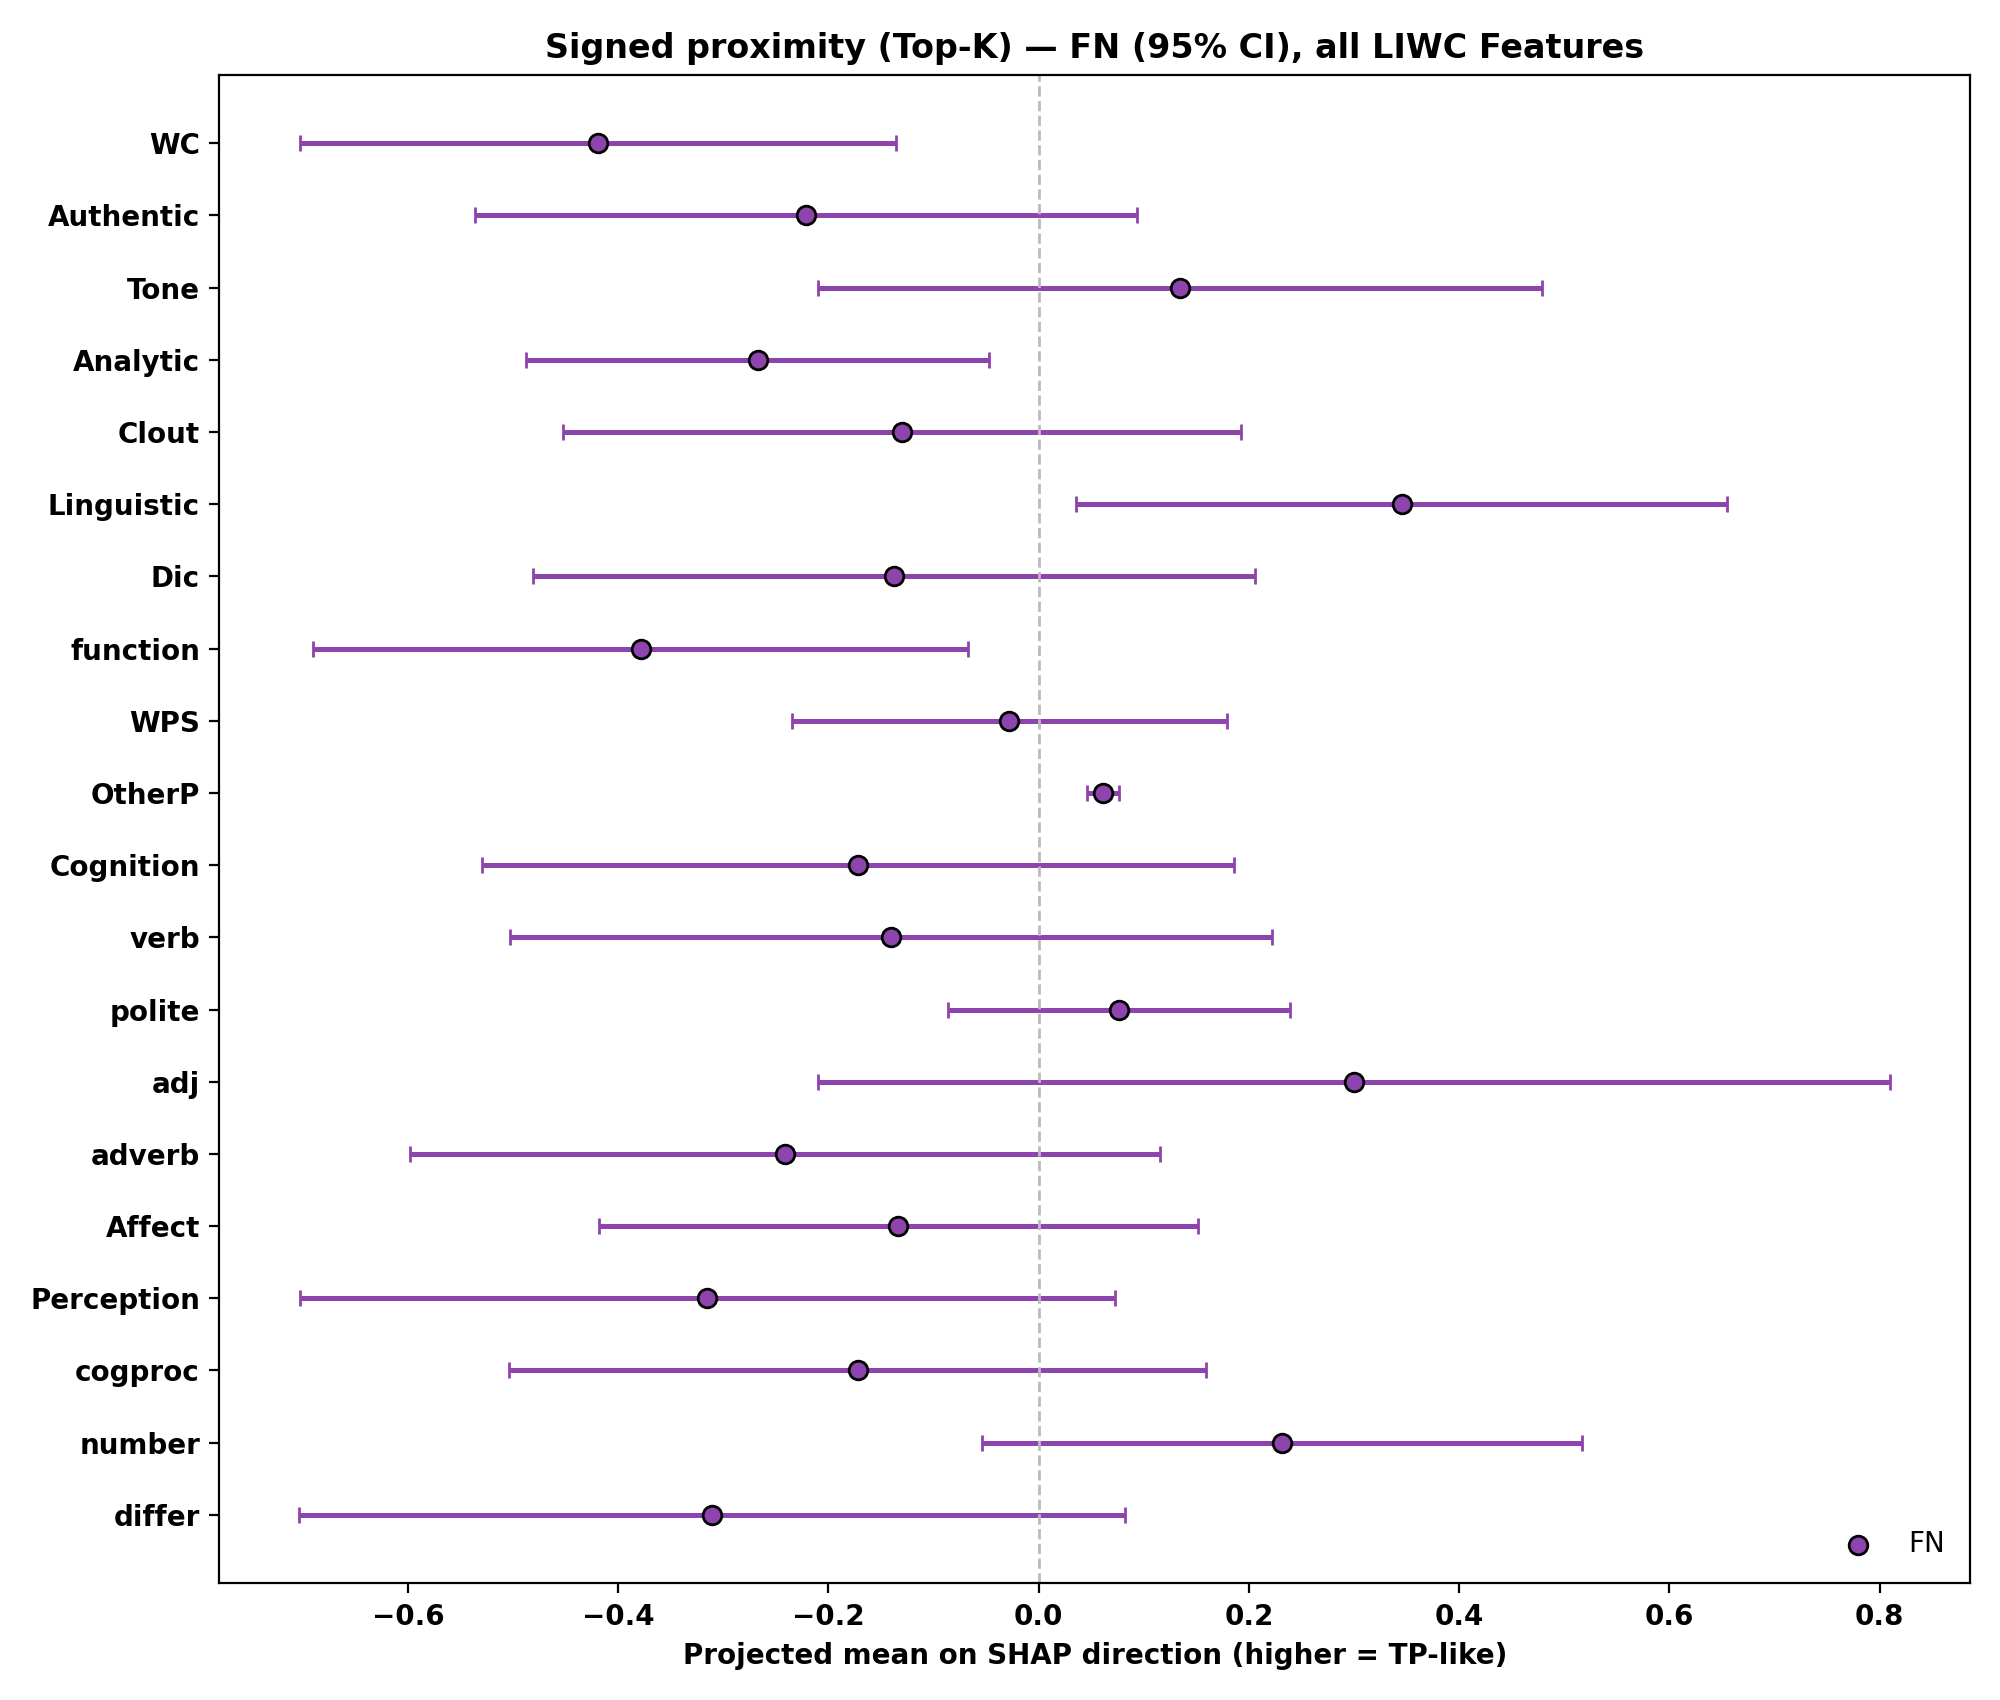 Signed proximity (Top-K) — FN (95% CI), all LIWC Features
WC
Authentic
Tone
Analytic
Clout
Linguistic
Dic
function
WPS
OtherP
Cognition
verb
polite
adj
adverb
Affect
Perception
cogproc
number
differ
FN
−0.6 −0.4 −0.2 0.0 0.2 0.4 0.6 0.8
Projected mean on SHAP direction (higher = TP-like)